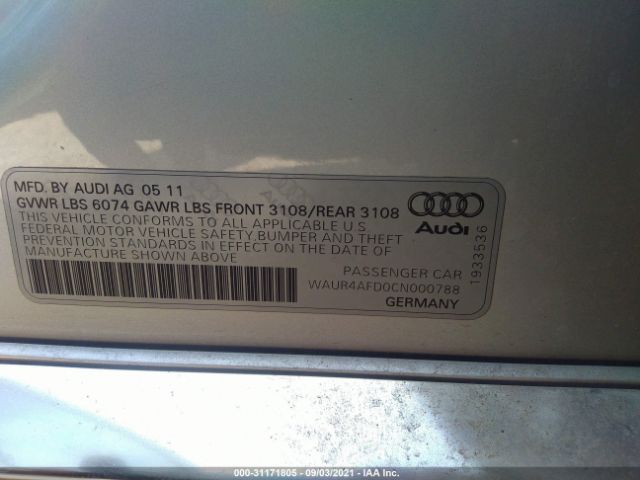 MFD. BY AUDI AG 05 11
GVWR LBS 6074 GAWR LBS FRONT 3108/REAR 3108
THIS VEHICLE CONFORMS TO ALL APPLICABLE U S
FEDERAL MOTOR VEHICLE SAFETY,BUMPER AND THEFT
PREVENTION STANDARDS IN EFFECT ON THE DATE OF
MANUFACTURE SHOWN ABOVE
PASSENGER CAR
WAUR4AFD0CN000788
GERMANY
Audi
1933536
000-31171805 - 09/03/2021 - IAA Inc.